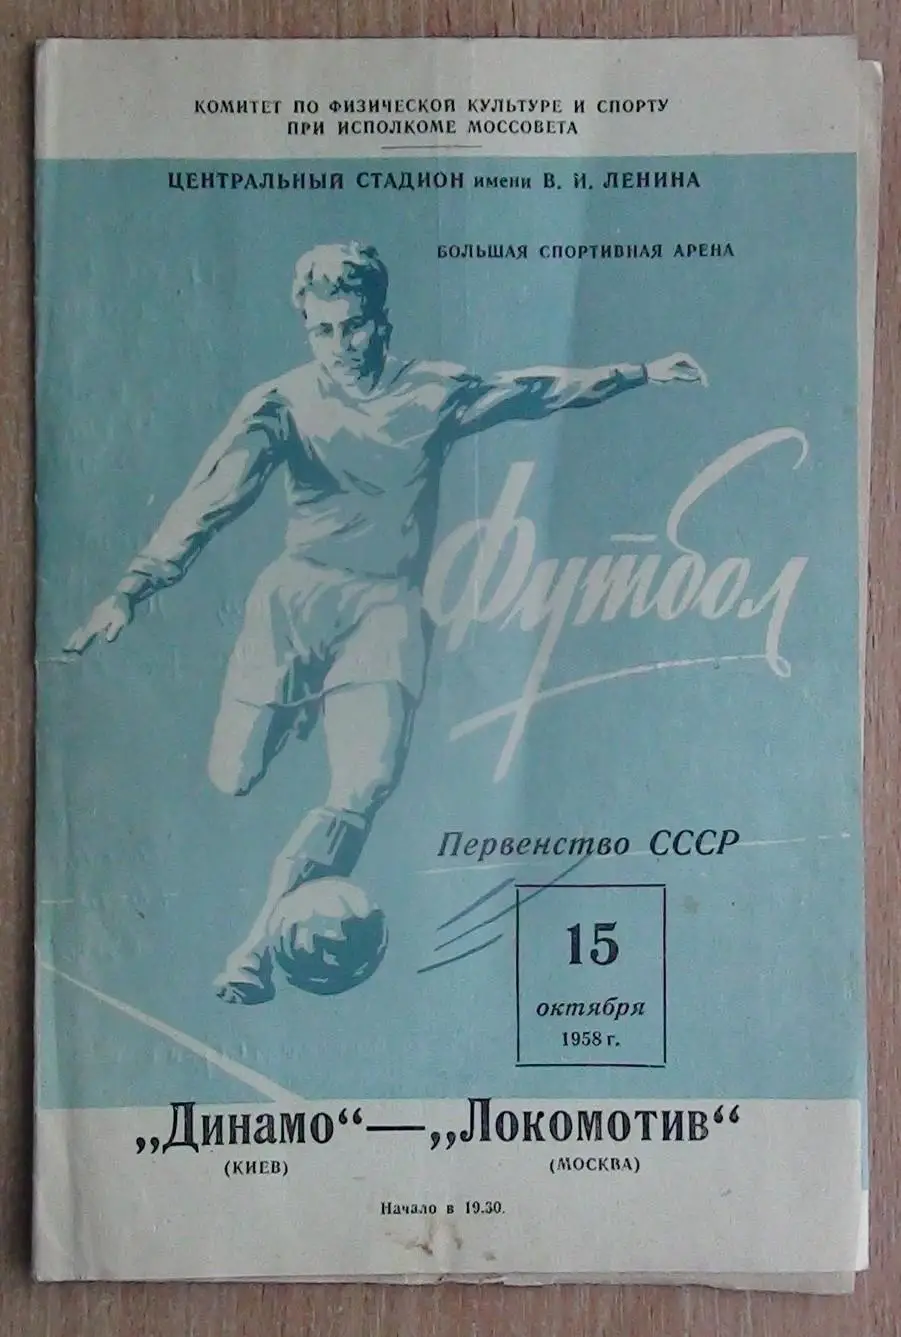 КОМИТЕТ ПО ФИЗИЧЕСКОЙ КУЛЬТУРЕ И СПОРТУ
ПРИ ИСПОЛКОМЕ МОССОВЕТА
ЦЕНТРАЛЬНЫЙ СТАДИОН имени В. И. ЛЕНИНА
БОЛЬШАЯ СПОРТИВНАЯ АРЕНА
Футбол
Первенство СССР
15
октября
1958 г.
„Динамо“ — „Локомотив“
(КИЕВ) (МОСКВА)
Начало в 19.30.